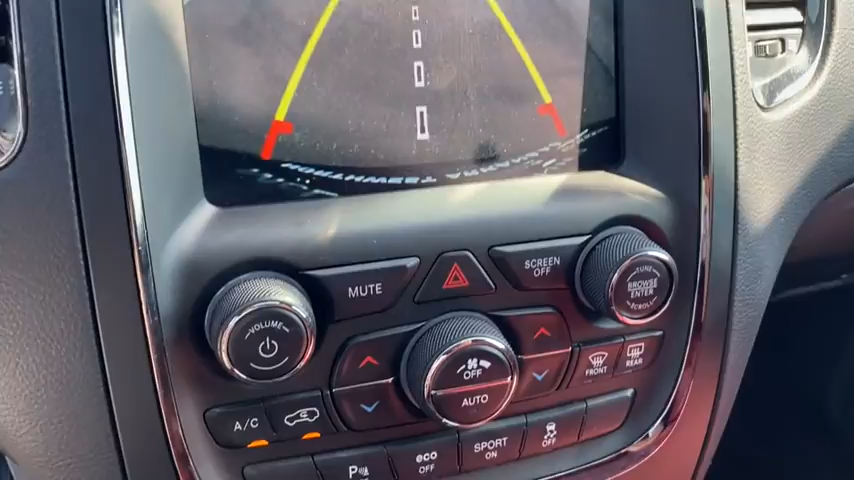 MUTE
SCREEN
OFF
TUNE
BROWSE
ENTER
SCROLL
VOLUME
OFF
AUTO
FRONT
REAR
A/C
P
eco
OFF
SPORT
ON
OFF